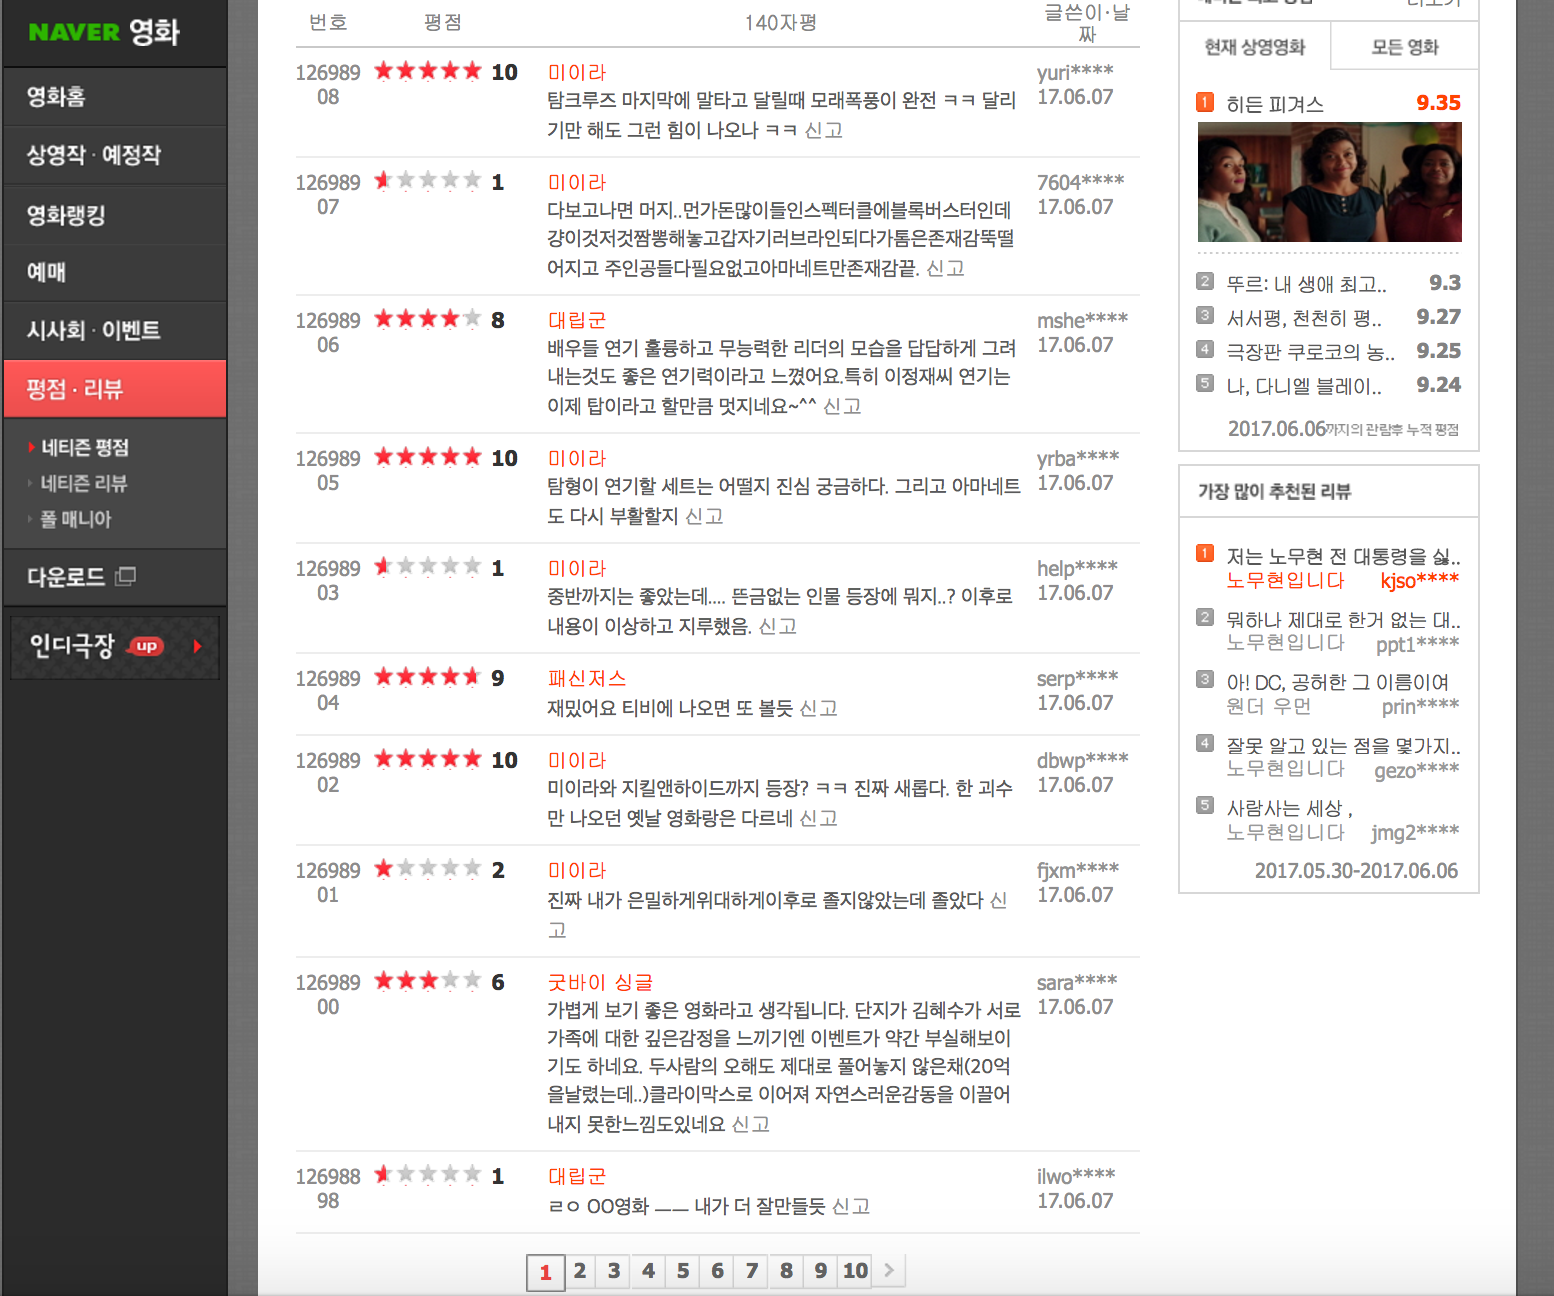 NAVER 영화
영화홈
상영작 · 예정작
영화랭킹
예매
시사회 · 이벤트
평점 · 리뷰
네티즌 평점
네티즌 리뷰
폴 매니아
다운로드
인디극장 up
번호 평점 140자평 글쓴이·날
짜
126989 10 미이라 yuri****
08 탐크루즈 마지막에 말타고 달릴때 모래폭풍이 완전 ㅋㅋ 달리 17.06.07
기만 해도 그런 힘이 나오나 ㅋㅋ 신고
126989 1 미이라 7604****
07 다보고나면 머지..먼가돈많이들인스펙터클에블록버스터인데 17.06.07
걍이것저것짬뽕해놓고갑자기러브라인되다가톰은존재감뚝떨
어지고 주인공들다필요없고아마네트만존재감끝. 신고
126989 8 대립군 mshe****
06 배우들 연기 훌륭하고 무능력한 리더의 모습을 답답하게 그려 17.06.07
내는것도 좋은 연기력이라고 느꼈어요.특히 이정재씨 연기는
이제 탑이라고 할만큼 멋지네요~^^ 신고
126989 10 미이라 yrba****
05 탐형이 연기할 세트는 어떨지 진심 궁금하다. 그리고 아마네트 17.06.07
도 다시 부활할지 신고
126989 1 미이라 help****
03 중반까지는 좋았는데.... 뜬금없는 인물 등장에 뭐지..? 이후로 17.06.07
내용이 이상하고 지루했음. 신고
126989 9 패신저스 serp****
04 재밌어요 티비에 나오면 또 볼듯 신고 17.06.07
126989 10 미이라 dbwp****
02 미이라와 지킬앤하이드까지 등장? ㅋㅋ 진짜 새롭다. 한 괴수 17.06.07
만 나오던 옛날 영화랑은 다르네 신고
126989 2 미이라 fjxm****
01 진짜 내가 은밀하게위대하게이후로 졸지않았는데 졸았다 신 17.06.07
고
126989 6 굿바이 싱글 sara****
00 가볍게 보기 좋은 영화라고 생각됩니다. 단지가 김혜수가 서로 17.06.07
가족에 대한 깊은감정을 느끼기엔 이벤트가 약간 부실해보이
기도 하네요. 두사람의 오해도 제대로 풀어놓지 않은채(20억
을날렸는데..)클라이막스로 이어져 자연스러운감동을 이끌어
내지 못한느낌도있네요 신고
126988 1 대립군 ilwo****
98 ㄹㅇ OO영화 ㅡㅡ 내가 더 잘만들듯 신고 17.06.07
1 2 3 4 5 6 7 8 9 10 >
현재 상영영화 모든 영화
1 히든 피겨스 9.35
2 뚜르: 내 생애 최고.. 9.3
3 서서평, 천천히 평.. 9.27
4 극장판 쿠로코의 농.. 9.25
5 나, 다니엘 블레이.. 9.24
2017.06.06까지의 관람후 누적 평점
가장 많이 추천된 리뷰
1 저는 노무현 전 대통령을 싫..
노무현입니다 kjso****
2 뭐하나 제대로 한거 없는 대..
노무현입니다 ppt1****
3 아! DC, 공허한 그 이름이여
원더 우먼 prin****
4 잘못 알고 있는 점을 몇가지..
노무현입니다 gezo****
5 사람사는 세상 ,
노무현입니다 jmg2****
2017.05.30-2017.06.06